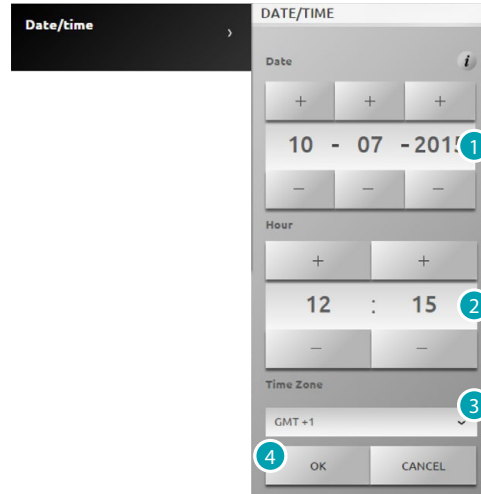 Date/time ›
DATE/TIME
Date i
+ + +
10 - 07 - 2015 1
− − −
Hour
+ +
12 : 15 2
− −
Time Zone
3
GMT +1
4
OK CANCEL